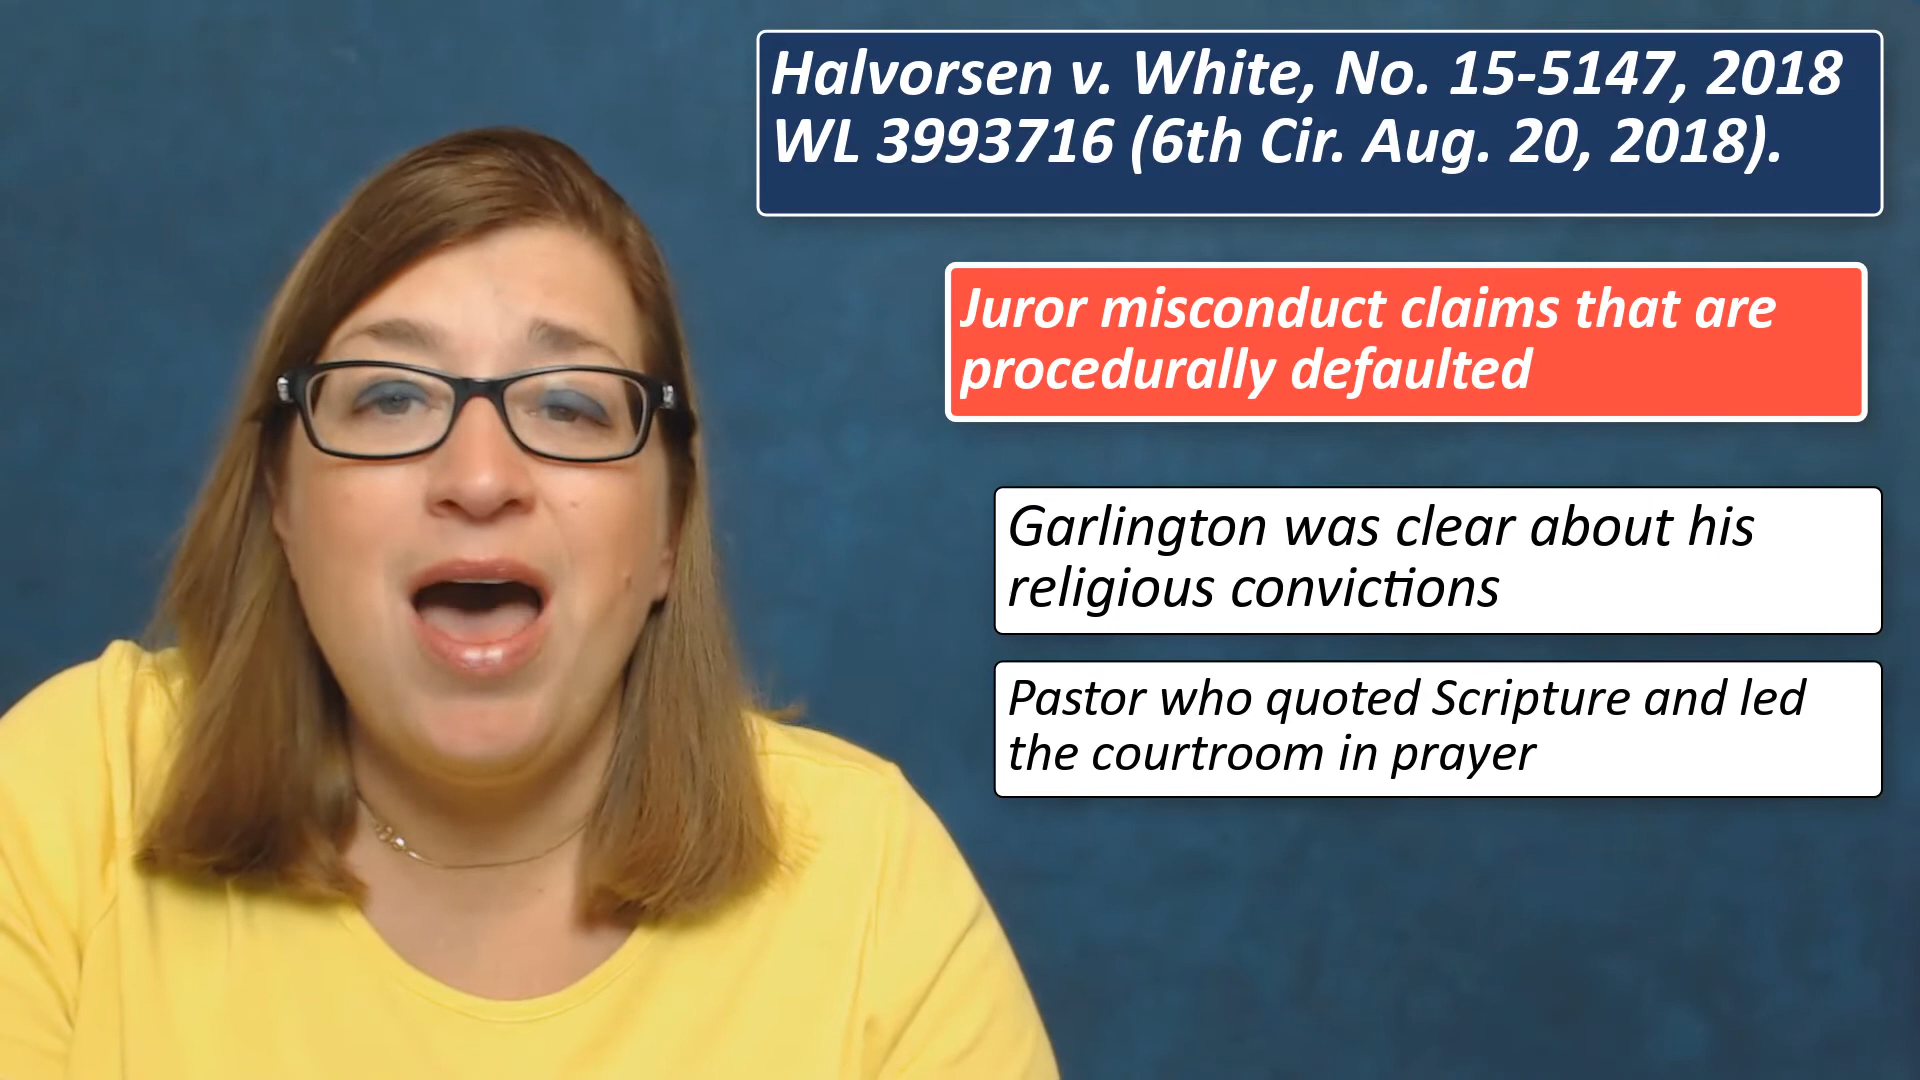 Halvorsen v. White, No. 15-5147, 2018
WL 3993716 (6th Cir. Aug. 20, 2018).
Juror misconduct claims that are
procedurally defaulted
Garlington was clear about his
religious convictions
Pastor who quoted Scripture and led
the courtroom in prayer